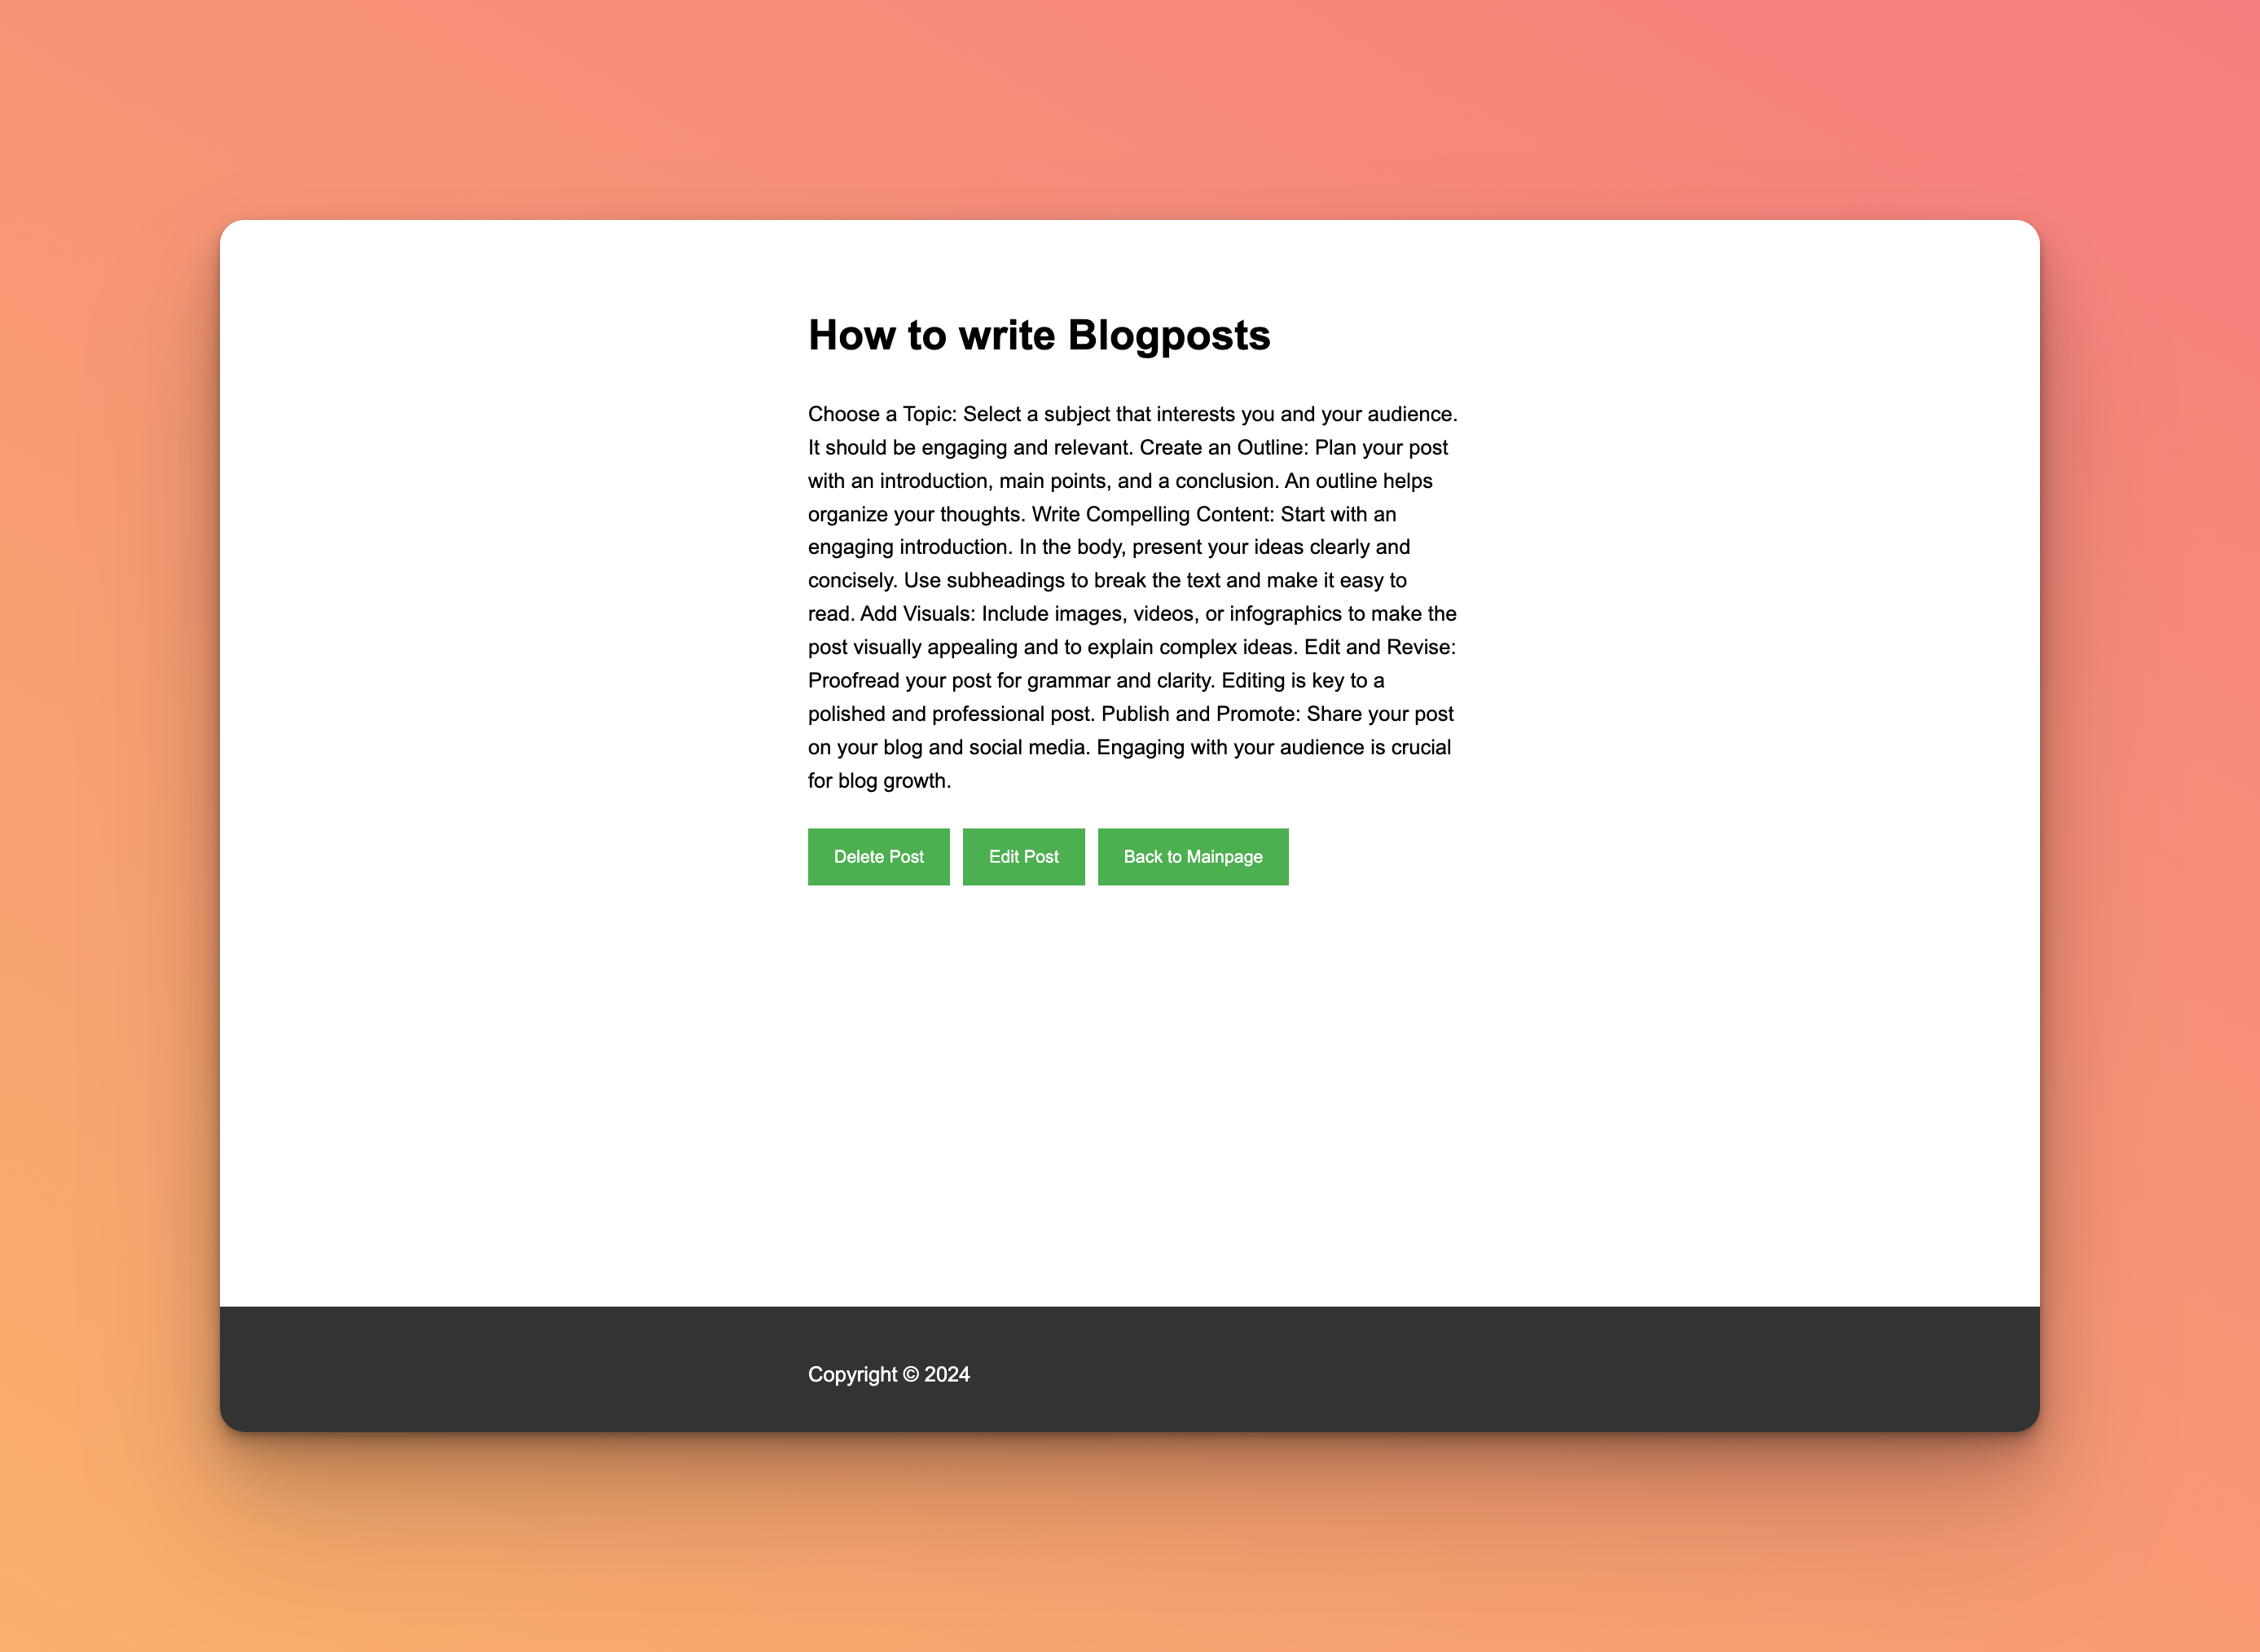 How to write Blogposts
Choose a Topic: Select a subject that interests you and your audience.
It should be engaging and relevant. Create an Outline: Plan your post
with an introduction, main points, and a conclusion. An outline helps
organize your thoughts. Write Compelling Content: Start with an
engaging introduction. In the body, present your ideas clearly and
concisely. Use subheadings to break the text and make it easy to
read. Add Visuals: Include images, videos, or infographics to make the
post visually appealing and to explain complex ideas. Edit and Revise:
Proofread your post for grammar and clarity. Editing is key to a
polished and professional post. Publish and Promote: Share your post
on your blog and social media. Engaging with your audience is crucial
for blog growth.
Delete Post Edit Post Back to Mainpage
Copyright © 2024